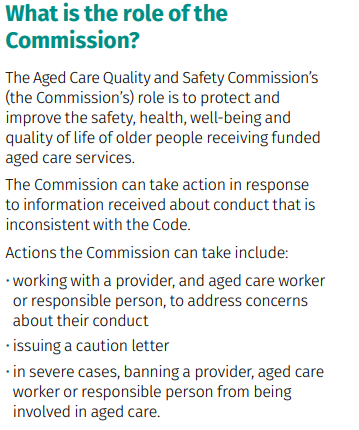 What is the role of the
Commission?
The Aged Care Quality and Safety Commission's
(the Commission's) role is to protect and
improve the safety, health, well-being and
quality of life of older people receiving funded
aged care services.
The Commission can take action in response
to information received about conduct that is
inconsistent with the Code.
Actions the Commission can take include:
· working with a provider, and aged care worker
or responsible person, to address concerns
about their conduct
· issuing a caution letter
· in severe cases, banning a provider, aged care
worker or responsible person from being
involved in aged care.